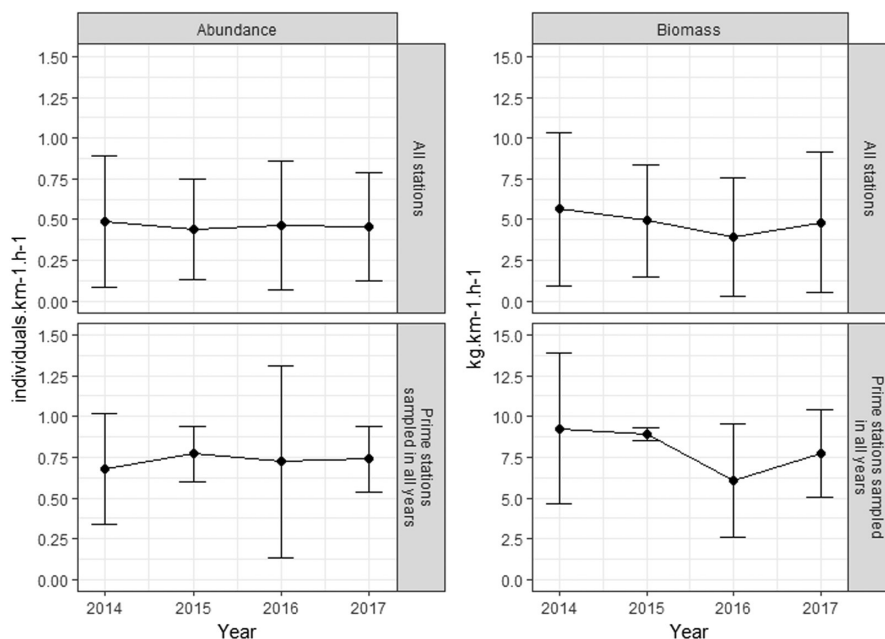 Abundance
1.50
1.25
1.00
0.75
0.50
0.25
0.00
All stations
1.50
1.25
1.00
0.75
0.50
0.25
0.00
Prime stations
sampled in all years
individuals.km-1.h-1
2014 2015 2016 2017
Year
Biomass
15.0
12.5
10.0
7.5
5.0
2.5
0.0
All stations
15.0
12.5
10.0
7.5
5.0
2.5
0.0
Prime stations sampled
in all years
kg.km-1.h-1
2014 2015 2016 2017
Year